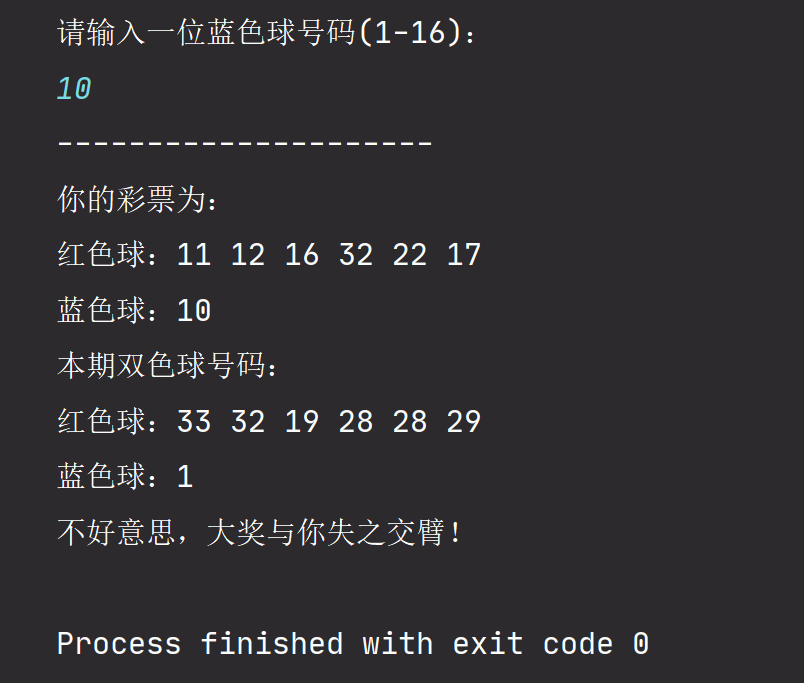 请输入一位蓝色球号码(1-16)：
10
---------------------
你的彩票为：
红色球：11 12 16 32 22 17
蓝色球：10
本期双色球号码：
红色球：33 32 19 28 28 29
蓝色球：1
不好意思，大奖与你失之交臂！
Process finished with exit code 0